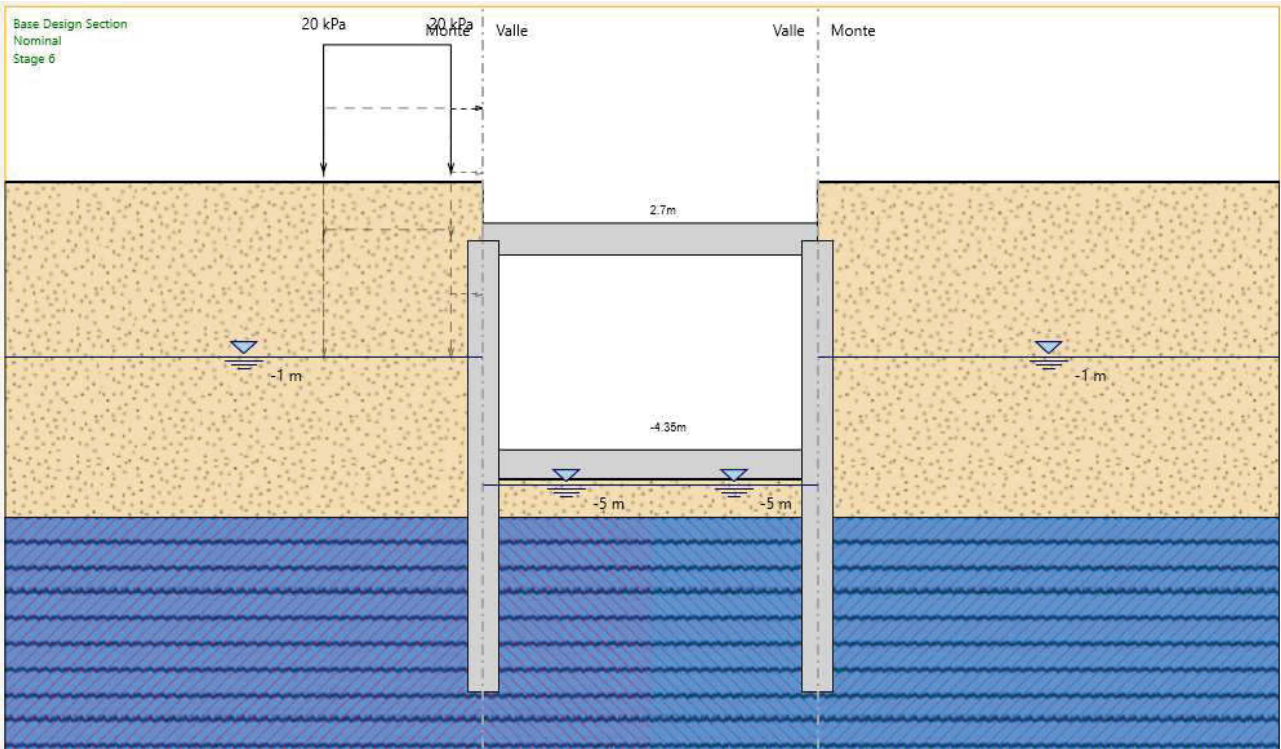 Base Design Section
Nominal
Stage 6
20 kPa
20 kPa
Monte
Valle
Valle
Monte
2.7m
-1 m
-1 m
-4.35m
-5 m
-5 m